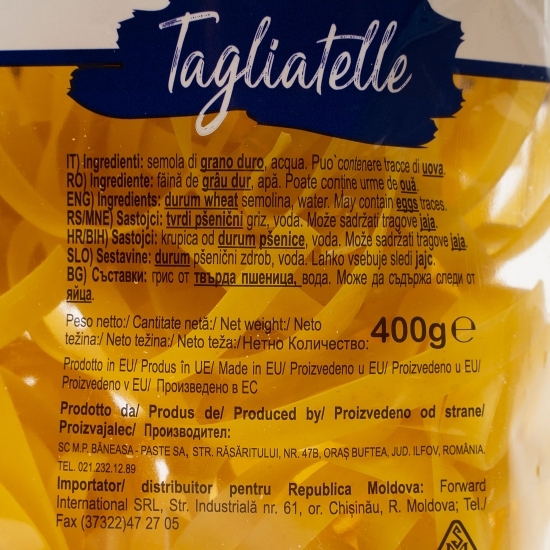 Tagliatelle
IT) Ingredienti: semola di grano duro, acqua. Puo' contenere tracce di uova.
RO) Ingrediente: făină de grâu dur, apă. Poate conține urme de ouă.
ENG) Ingredients: durum wheat semolina, water. May contain eggs traces.
RS/MNE) Sastojci: tvrdi pšenični griz, voda. Može sadržati tragove jaja.
HR/BIH) Sastojci: krupica od durum pšenice, voda. Može sadržati tragove jaja.
SLO) Sestavine: durum pšenični zdrob, voda. Lahko vsebuje sledi jajc.
BG) Съставки: грис от твърда пшеница, вода. Може да съдържа следи от
яйца.
Peso netto:/ Cantitate netă:/ Net weight:/ Neto
težina:/ Neto težina:/ Neto teža:/Нетно Количество: 400g ℮
Prodotto in EU/ Produs în UE/ Made in EU/ Proizvedeno u EU/ Proizvedeno u EU/
Proizvedeno v EU/ Произведено в ЕС
Prodotto da/ Produs de/ Produced by/ Proizvedeno od strane/
Proizvajalec/ Производител:
SC M.P. BĂNEASA - PASTE SA, STR. RĂSĂRITULUI, NR. 47B, ORAȘ BUFTEA, JUD. ILFOV, ROMÂNIA,
TEL. 021.232.12.89
Importator/ distribuitor pentru Republica Moldova: Forward
International SRL, Str. Industrială nr. 61, or. Chișinău, R. Moldova; Tel./
Fax (37322)47 27 05